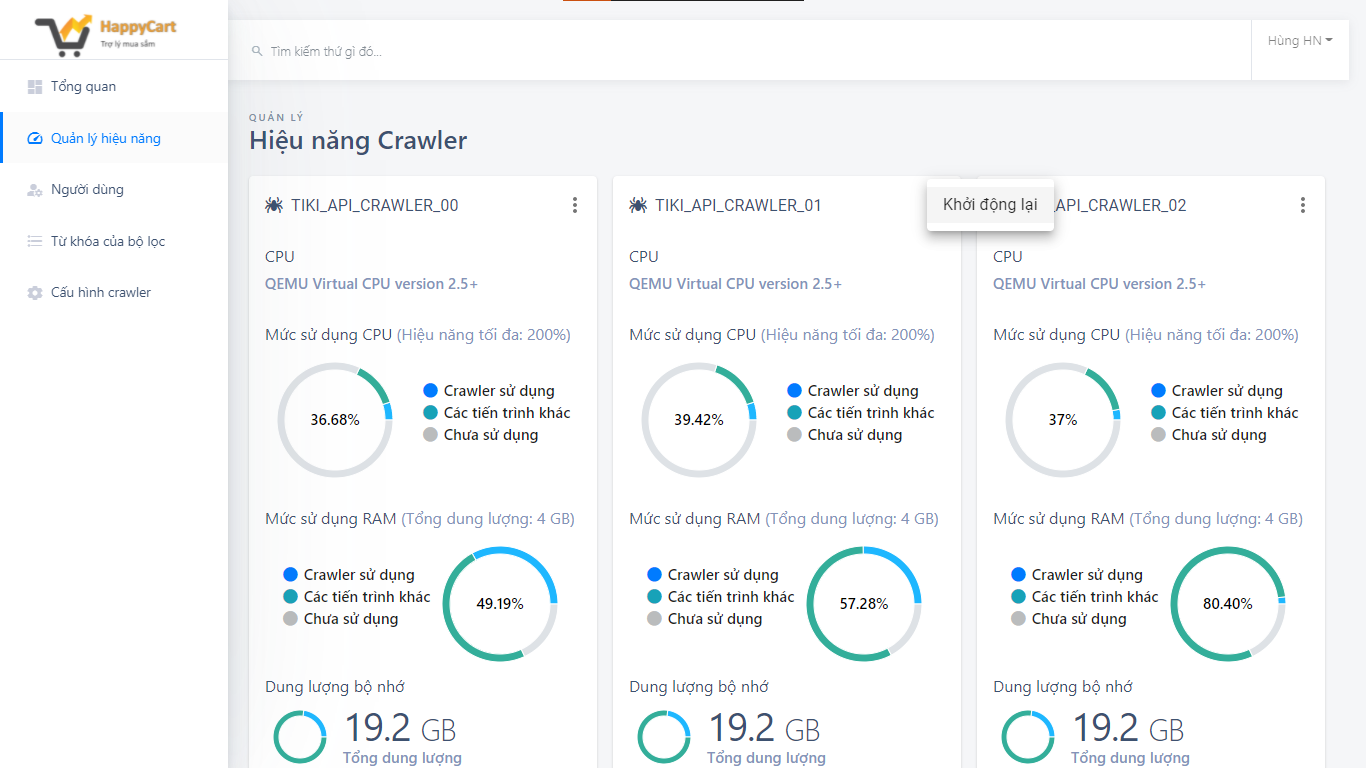 HappyCart
Trợ lý mua sắm
Tổng quan
Quản lý hiệu năng
Người dùng
Từ khóa của bộ lọc
Cấu hình crawler
Tìm kiếm thứ gì đó...
Hùng HN
QUẢN LÝ
Hiệu năng Crawler
TIKI_API_CRAWLER_00
CPU
QEMU Virtual CPU version 2.5+
Mức sử dụng CPU (Hiệu năng tối đa: 200%)
36.68%
Crawler sử dụng
Các tiến trình khác
Chưa sử dụng
Mức sử dụng RAM (Tổng dung lượng: 4 GB)
Crawler sử dụng
Các tiến trình khác
Chưa sử dụng
49.19%
Dung lượng bộ nhớ
19.2 GB
Tổng dung lượng
TIKI_API_CRAWLER_01
CPU
QEMU Virtual CPU version 2.5+
Mức sử dụng CPU (Hiệu năng tối đa: 200%)
39.42%
Crawler sử dụng
Các tiến trình khác
Chưa sử dụng
Mức sử dụng RAM (Tổng dung lượng: 4 GB)
Crawler sử dụng
Các tiến trình khác
Chưa sử dụng
57.28%
Dung lượng bộ nhớ
19.2 GB
Tổng dung lượng
Khởi động lại
_API_CRAWLER_02
CPU
QEMU Virtual CPU version 2.5+
Mức sử dụng CPU (Hiệu năng tối đa: 200%)
37%
Crawler sử dụng
Các tiến trình khác
Chưa sử dụng
Mức sử dụng RAM (Tổng dung lượng: 4 GB)
Crawler sử dụng
Các tiến trình khác
Chưa sử dụng
80.40%
Dung lượng bộ nhớ
19.2 GB
Tổng dung lượng